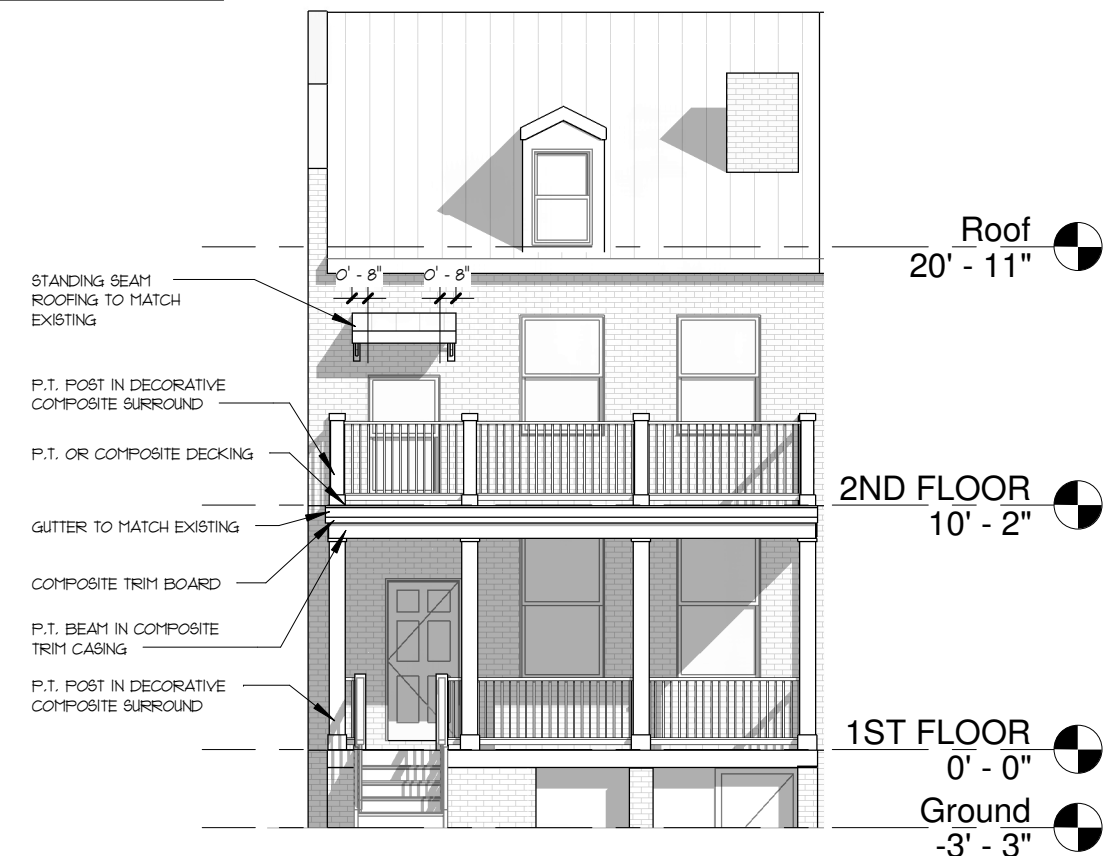 Roof
20' - 11"
0' - 8" 0' - 8"
STANDING SEAM
ROOFING TO MATCH
EXISTING
P.T. POST IN DECORATIVE
COMPOSITE SURROUND
P.T. OR COMPOSITE DECKING
2ND FLOOR
10' - 2"
GUTTER TO MATCH EXISTING
COMPOSITE TRIM BOARD
P.T. BEAM IN COMPOSITE
TRIM CASING
P.T. POST IN DECORATIVE
COMPOSITE SURROUND
1ST FLOOR
0' - 0"
Ground
-3' - 3"